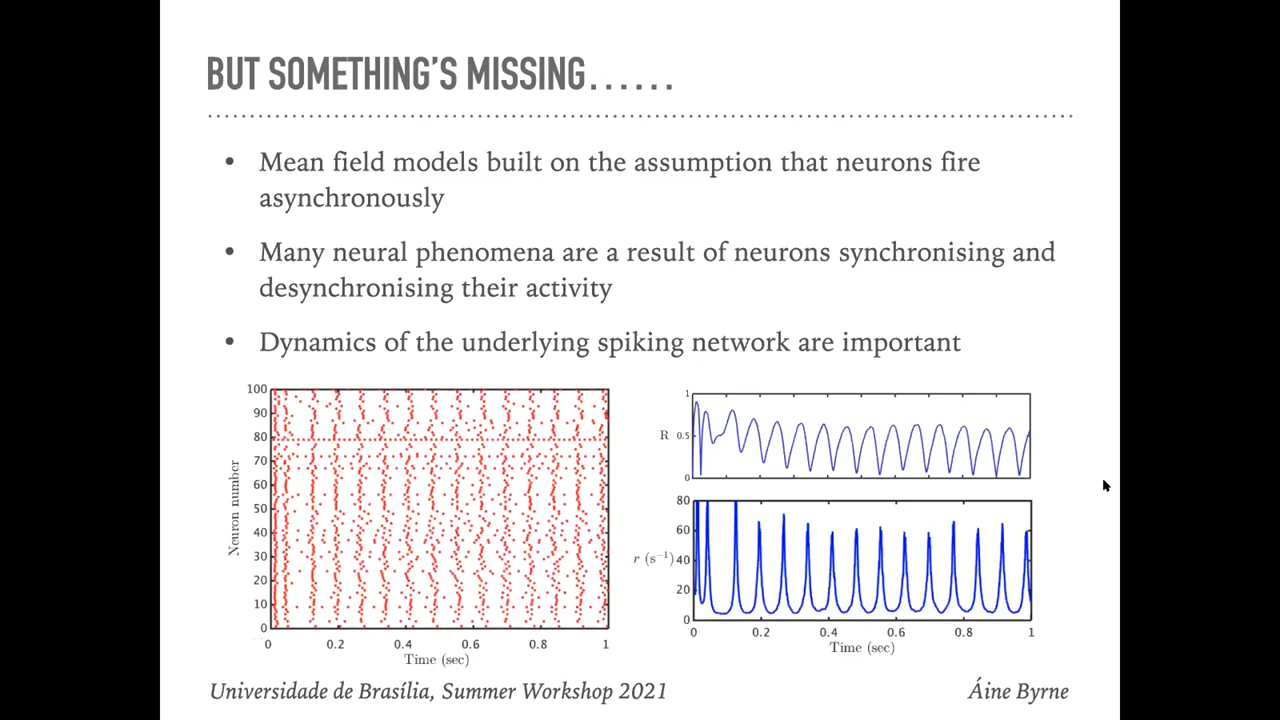 BUT SOMETHING'S MISSING......
• Mean field models built on the assumption that neurons fire
asynchronously
• Many neural phenomena are a result of neurons synchronising and
desynchronising their activity
• Dynamics of the underlying spiking network are important
100
90
80
70
60
50
40
30
20
10
0
Neuron number
0 0.2 0.4 0.6 0.8 1
Time (sec)
1
R 0.5
0
80
60
r (s⁻¹) 40
20
0
0 0.2 0.4 0.6 0.8 1
Time (sec)
Universidade de Brasília, Summer Workshop 2021
Áine Byrne